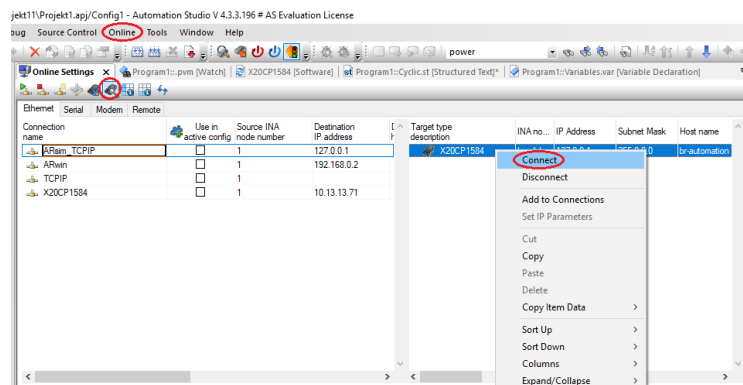 jekt11\Projekt1.apj/Config1 - Automation Studio V 4.3.3.196 # AS Evaluation License
oug Source Control Online Tools Window Help
power
Online Settings X Program1::.pvm [Watch] X20CP1584 [Software] Program1::Cyclic.st [Structured Text]* Program1::Variables.var [Variable Declaration]
Ethernet Serial Modem Remote
Connection name Use in active config Source INA node number Destination IP address Target type description INA no... IP Address Subnet Mask Host name
ARsim_TCPIP 1 127.0.0.1 X20CP1584 br-automation
ARwin 1 192.168.0.2
TCPIP 1
X20CP1584 1 10.13.13.71
Connect
Disconnect
Add to Connections
Set IP Parameters
Cut
Copy
Paste
Delete
Copy Item Data
Sort Up
Sort Down
Columns
Expand/Collapse